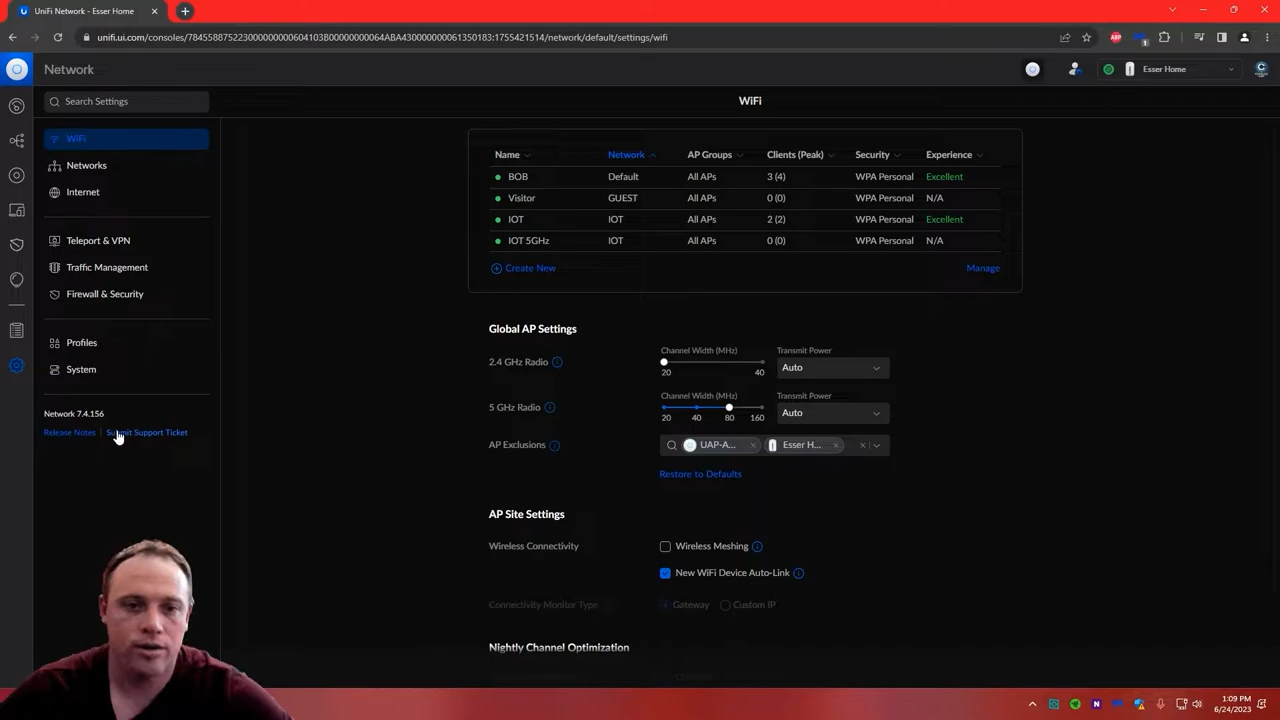 UniFi Network - Esser Home
unifi.ui.com/consoles/7845588752230000000006041038000000000064ABA430000000061350183:1755421514/network/default/settings/wifi
ABP
1
Network
Esser Home
Search Settings
WiFi
WiFi
Networks
Internet
Teleport & VPN
Traffic Management
Firewall & Security
Profiles
System
Network 7.4.156
Release Notes | Submit Support Ticket
Name Network AP Groups Clients (Peak) Security Experience
BOB Default All APs 3 (4) WPA Personal Excellent
Visitor GUEST All APs 0 (0) WPA Personal N/A
IOT IOT All APs 2 (2) WPA Personal Excellent
IOT 5GHz IOT All APs 0 (0) WPA Personal N/A
Create New Manage
Global AP Settings
Channel Width (MHz) Transmit Power
2.4 GHz Radio Auto
20 40
Channel Width (MHz) Transmit Power
5 GHz Radio Auto
20 40 80 160
AP Exclusions UAP-A... Esser H...
Restore to Defaults
AP Site Settings
Wireless Connectivity Wireless Meshing
New WiFi Device Auto-Link
Connectivity Monitor Type Gateway Custom IP
Nightly Channel Optimization
1:09 PM
6/24/2023